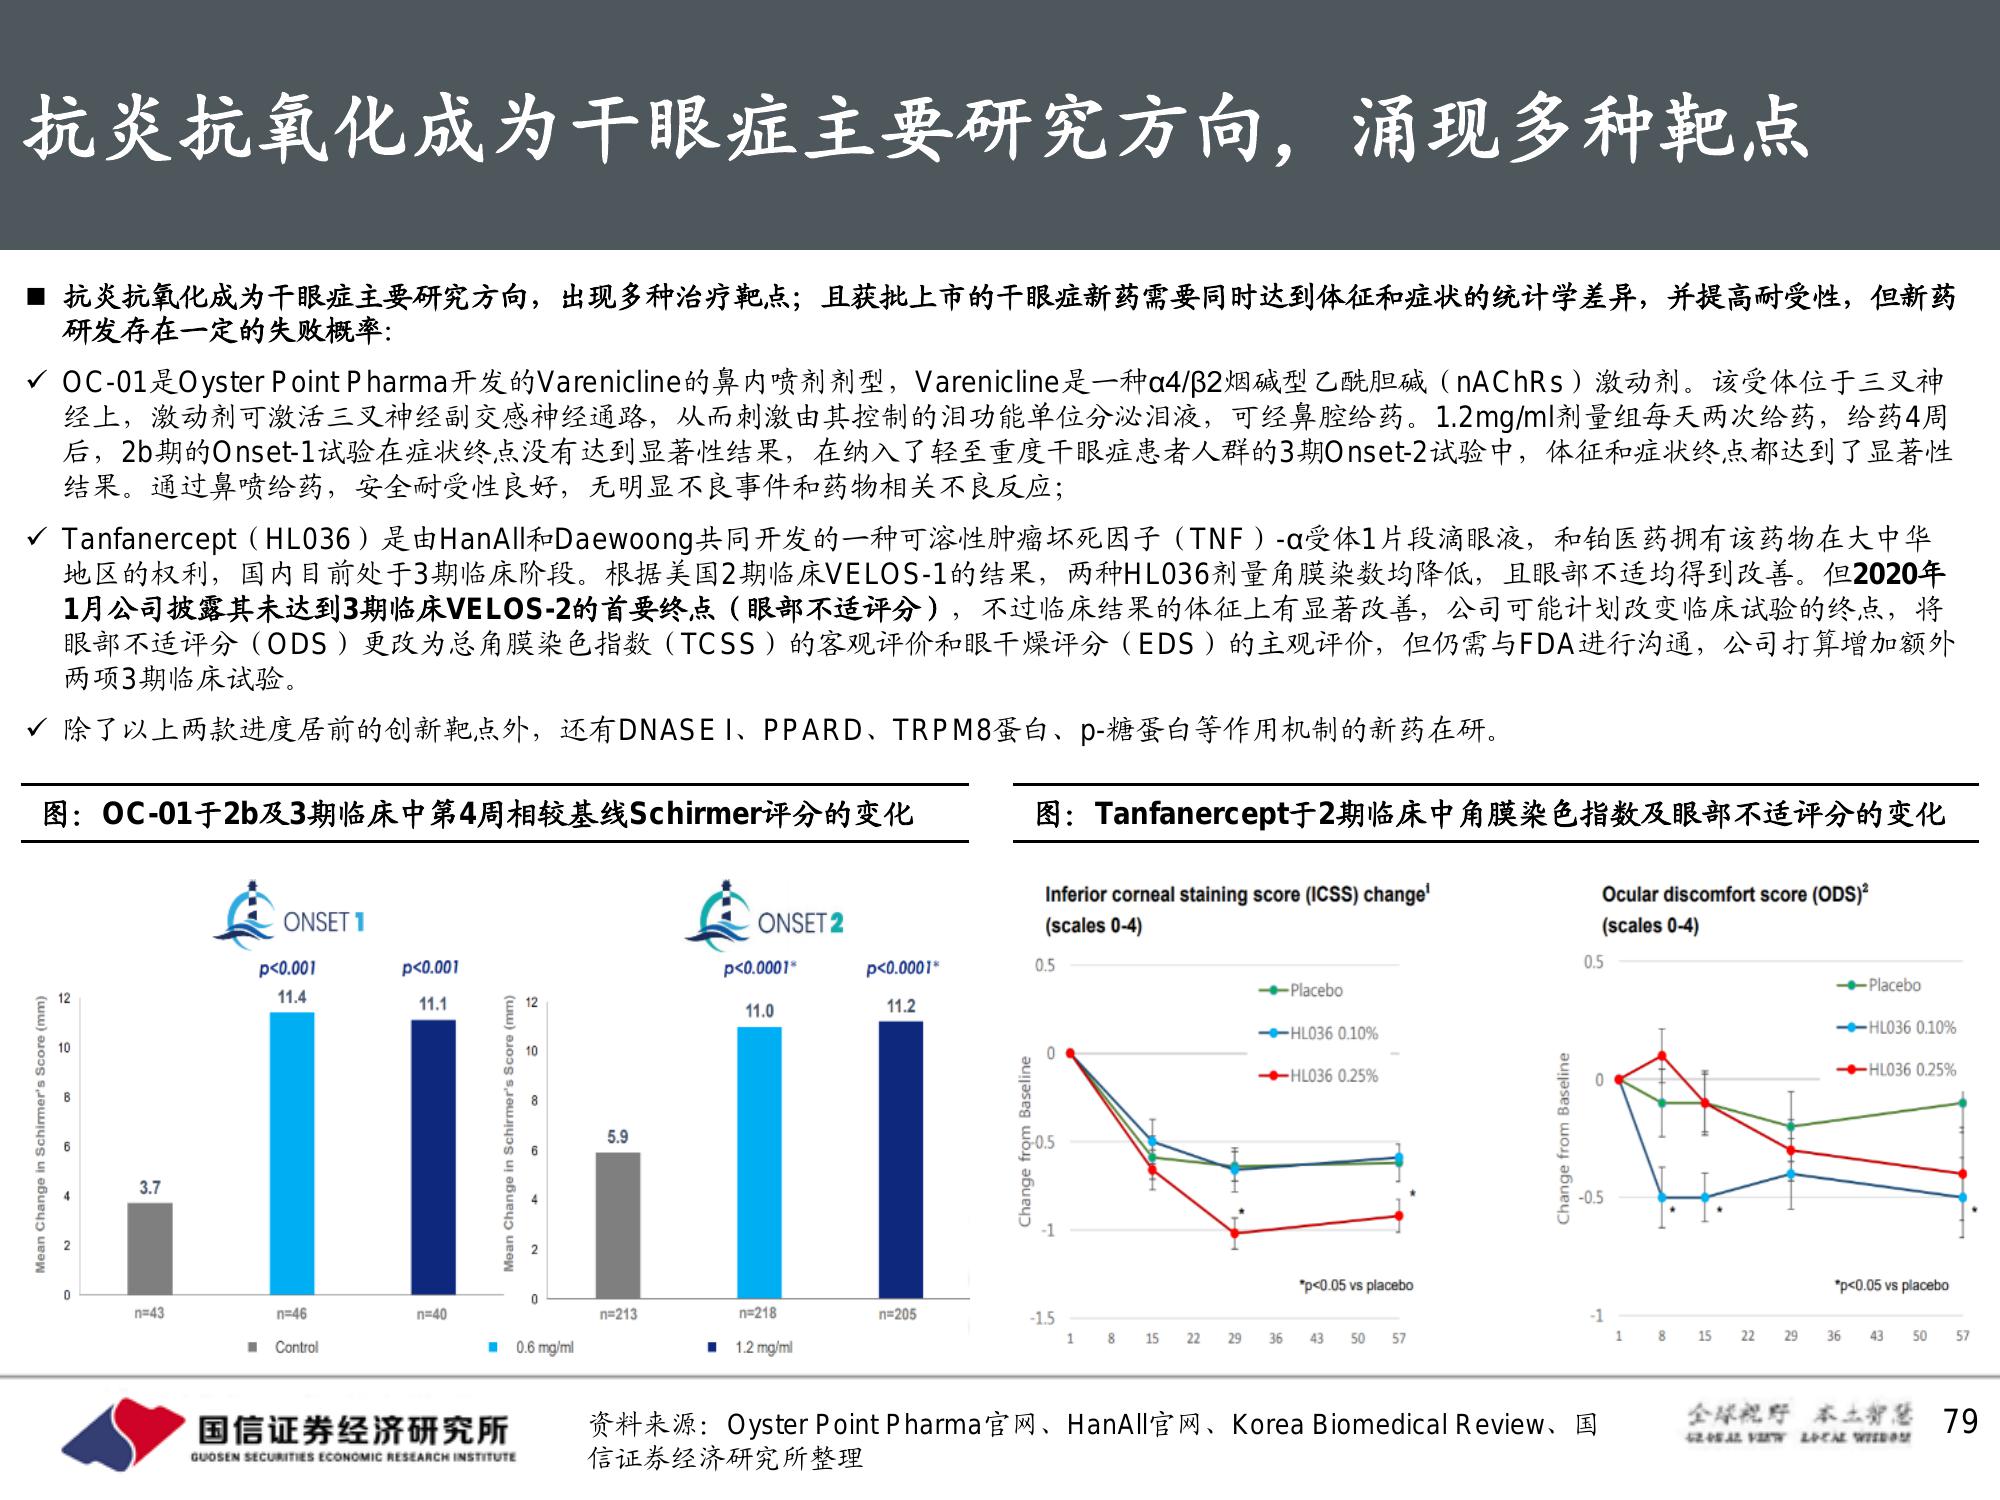 抗炎抗氧化成为干眼症主要研究方向，涌现多种靶点
■ 抗炎抗氧化成为干眼症主要研究方向，出现多种治疗靶点；且获批上市的干眼症新药需要同时达到体征和症状的统计学差异，并提高耐受性，但新药
研发存在一定的失败概率：
✓ OC-01是Oyster Point Pharma开发的Varenicline的鼻内喷剂剂型，Varenicline是一种α4/β2烟碱型乙酰胆碱（nAChRs）激动剂。该受体位于三叉神
经上，激动剂可激活三叉神经副交感神经通路，从而刺激由其控制的泪功能单位分泌泪液，可经鼻腔给药。1.2mg/ml剂量组每天两次给药，给药4周
后，2b期的Onset-1试验在症状终点没有达到显著性结果，在纳入了轻至重度干眼症患者人群的3期Onset-2试验中，体征和症状终点都达到了显著性
结果。通过鼻喷给药，安全耐受性良好，无明显不良事件和药物相关不良反应；
✓ Tanfanercept（HL036）是由HanAll和Daewoong共同开发的一种可溶性肿瘤坏死因子（TNF）-α受体1片段滴眼液，和铂医药拥有该药物在大中华
地区的权利，国内目前处于3期临床阶段。根据美国2期临床VELOS-1的结果，两种HL036剂量角膜染数均降低，且眼部不适均得到改善。但2020年
1月公司披露其未达到3期临床VELOS-2的首要终点（眼部不适评分），不过临床结果的体征上有显著改善，公司可能计划改变临床试验的终点，将
眼部不适评分（ODS）更改为总角膜染色指数（TCSS）的客观评价和眼干燥评分（EDS）的主观评价，但仍需与FDA进行沟通，公司打算增加额外
两项3期临床试验。
✓ 除了以上两款进度居前的创新靶点外，还有DNASE I、PPARD、TRPM8蛋白、p-糖蛋白等作用机制的新药在研。
图：OC-01于2b及3期临床中第4周相较基线Schirmer评分的变化
ONSET 1
p<0.001
p<0.001
Mean Change in Schirmer's Score (mm)
12
10
8
6
4
2
0
3.7
11.4
11.1
n=43
n=46
n=40
ONSET 2
p<0.0001*
p<0.0001*
Mean Change in Schirmer's Score (mm)
12
10
8
6
4
2
0
5.9
11.0
11.2
n=213
n=218
n=205
Control
0.6 mg/ml
1.2 mg/ml
图：Tanfanercept于2期临床中角膜染色指数及眼部不适评分的变化
Inferior corneal staining score (ICSS) change¹
(scales 0-4)
Change from Baseline
0.5
0
-0.5
-1
-1.5
Placebo
HL036 0.10%
HL036 0.25%
*
*
*p<0.05 vs placebo
1 8 15 22 29 36 43 50 57
Ocular discomfort score (ODS)²
(scales 0-4)
Change from Baseline
0.5
0
-0.5
-1
Placebo
HL036 0.10%
HL036 0.25%
*
*
*
*p<0.05 vs placebo
1 8 15 22 29 36 43 50 57
国信证券经济研究所
GUOSEN SECURITIES ECONOMIC RESEARCH INSTITUTE
资料来源：Oyster Point Pharma官网、HanAll官网、Korea Biomedical Review、国
信证券经济研究所整理
全球视野 本土智慧
GLOBAL VIEW LOCAL WISDOM
79